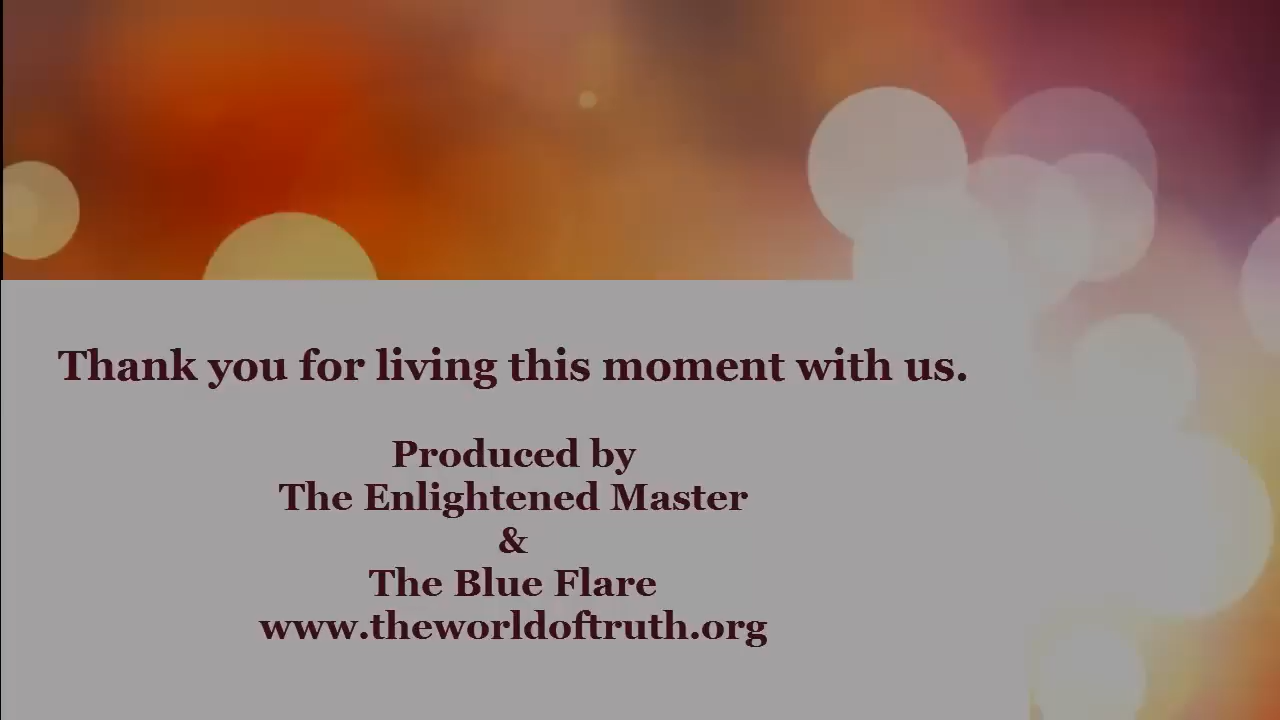 Thank you for living this moment with us.
Produced by
The Enlightened Master
&
The Blue Flare
www.theworldoftruth.org